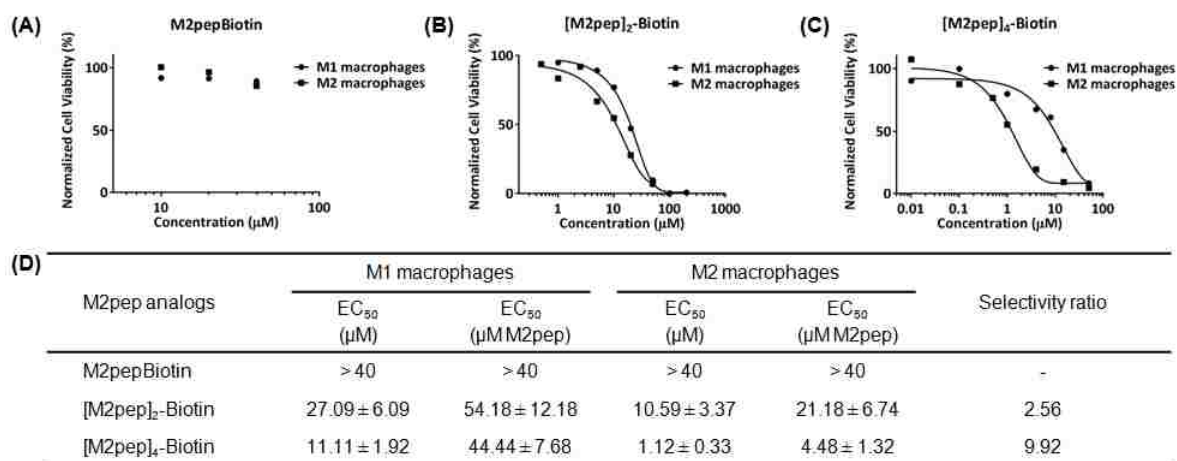 (A)
M2pepBiotin
Normalized Cell Viability (%)
100
50
0
10
100
Concentration (μM)
M1 macrophages
M2 macrophages
(B)
[M2pep]₂-Biotin
Normalized Cell Viability (%)
100
50
0
1
10
100
1000
Concentration (μM)
M1 macrophages
M2 macrophages
(C)
[M2pep]₄-Biotin
Normalized Cell Viability (%)
100
50
0
0.01
0.1
1
10
100
Concentration (μM)
M1 macrophages
M2 macrophages
(D)
M1 macrophages M2 macrophages
M2pep analogs EC₅₀ (μM) EC₅₀ (μM M2pep) EC₅₀ (μM) EC₅₀ (μM M2pep) Selectivity ratio
M2pepBiotin > 40 > 40 > 40 > 40 -
[M2pep]₂-Biotin 27.09 ± 6.09 54.18 ± 12.18 10.59 ± 3.37 21.18 ± 6.74 2.56
[M2pep]₄-Biotin 11.11 ± 1.92 44.44 ± 7.68 1.12 ± 0.33 4.48 ± 1.32 9.92